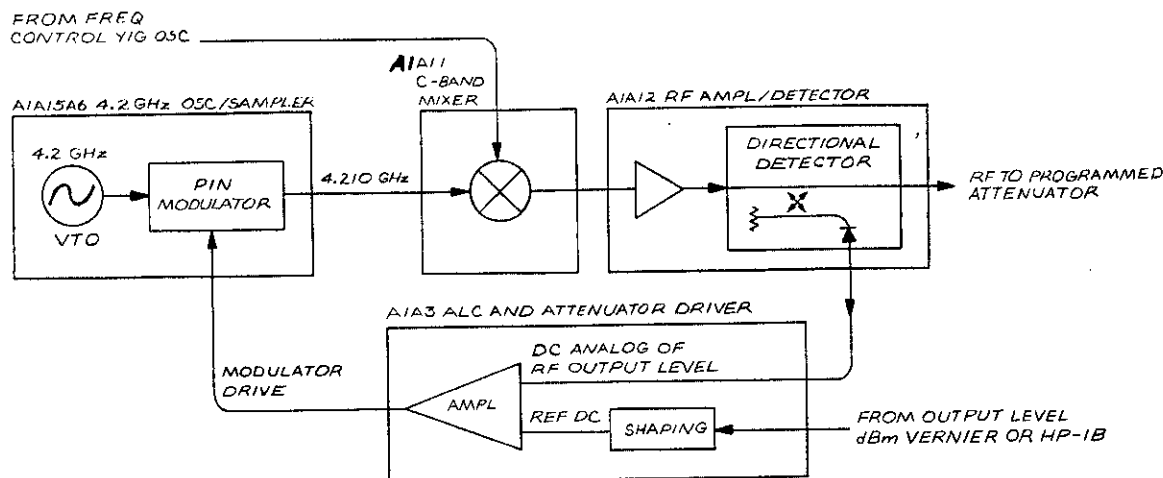 FROM FREQ
CONTROL YIG OSC
A1A11
C-BAND
MIXER
A1A15A6 4.2 GHz OSC/SAMPLER
A1A12 RF AMPL/DETECTOR
4.2 GHz
VTO
PIN
MODULATOR
4.210 GHz
DIRECTIONAL
DETECTOR
RF TO PROGRAMMED
ATTENUATOR
A1A3 ALC AND ATTENUATOR DRIVER
MODULATOR
DRIVE
AMPL
DC ANALOG OF
RF OUTPUT LEVEL
REF DC
SHAPING
FROM OUTPUT LEVEL
dBm VERNIER OR HP-1B